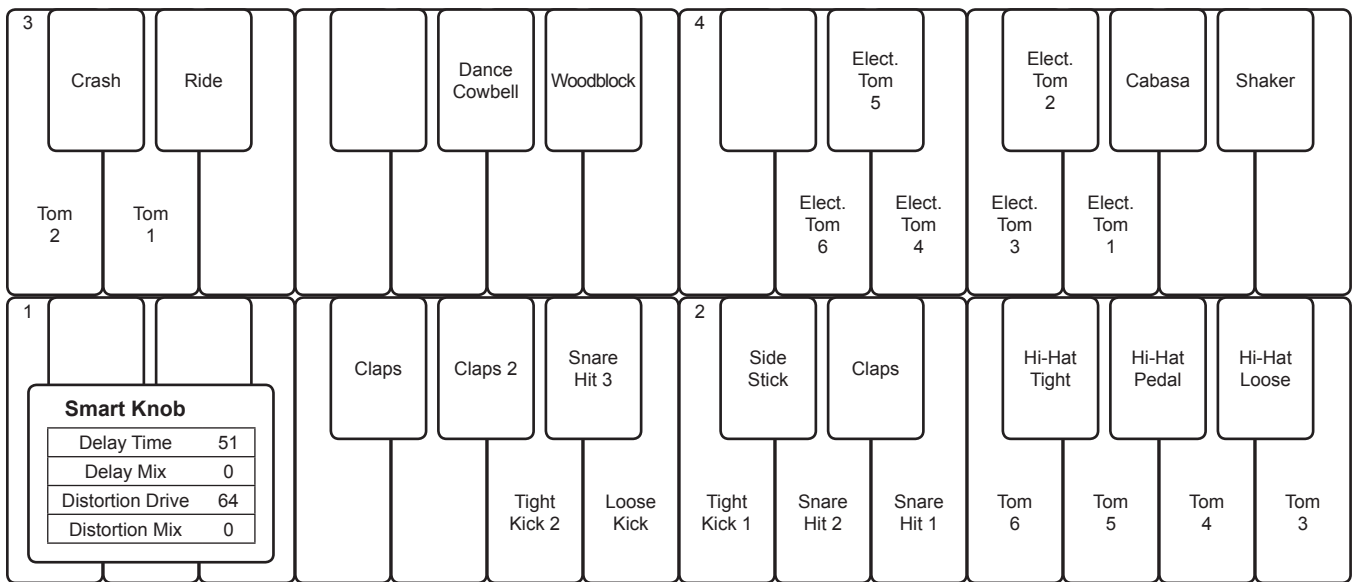 3
Crash
Ride
Dance
Cowbell
Woodblock
4
Elect.
Tom
5
Elect.
Tom
2
Cabasa
Shaker
Tom
2
Tom
1
Elect.
Tom
6
Elect.
Tom
4
Elect.
Tom
3
Elect.
Tom
1
1
Claps
Claps 2
Snare
Hit 3
2
Side
Stick
Claps
Hi-Hat
Tight
Hi-Hat
Pedal
Hi-Hat
Loose
Smart Knob
Delay Time 51
Delay Mix 0
Distortion Drive 64
Distortion Mix 0
Tight
Kick 2
Loose
Kick
Tight
Kick 1
Snare
Hit 2
Snare
Hit 1
Tom
6
Tom
5
Tom
4
Tom
3